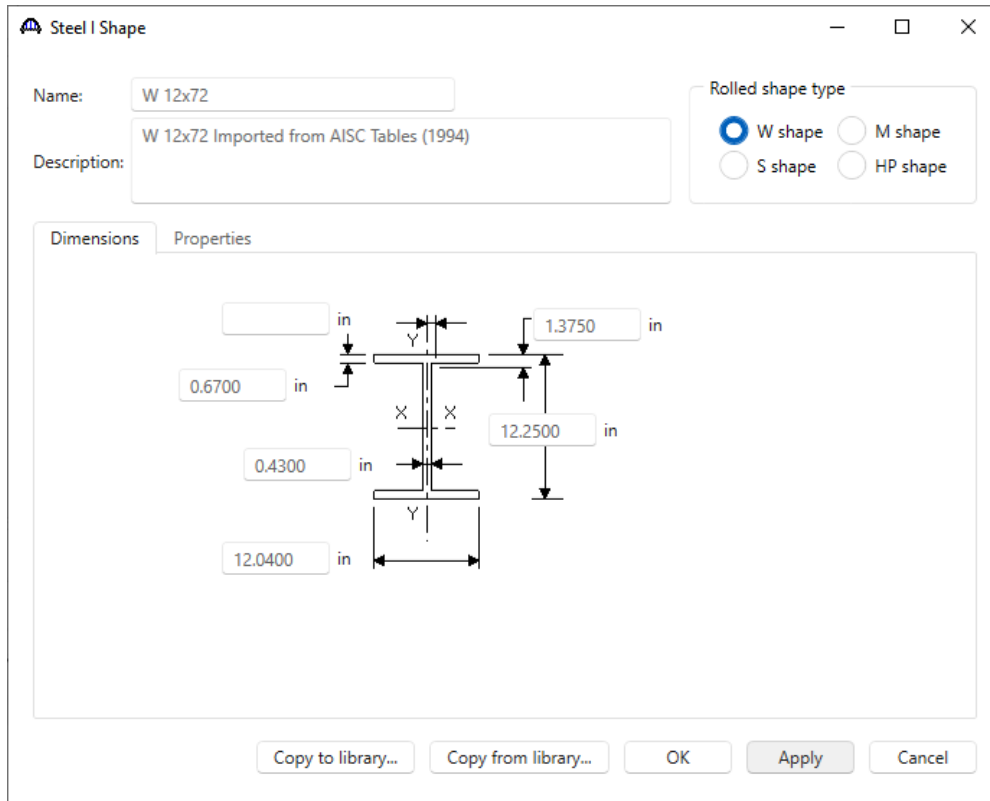 Steel I Shape
Name:
W 12x72
Rolled shape type
W shape
M shape
S shape
HP shape
Description:
W 12x72 Imported from AISC Tables (1994)
Dimensions
Properties
in
1.3750 in
Y
0.6700 in
X X
12.2500 in
0.4300 in
Y
12.0400 in
Copy to library...
Copy from library...
OK
Apply
Cancel